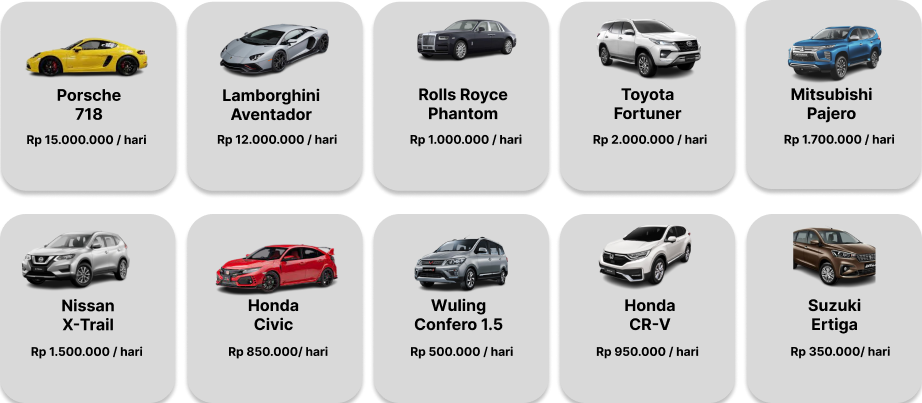 Porsche
718
Rp 15.000.000 / hari
Lamborghini
Aventador
Rp 12.000.000 / hari
Rolls Royce
Phantom
Rp 1.000.000 / hari
Toyota
Fortuner
Rp 2.000.000 / hari
Mitsubishi
Pajero
Rp 1.700.000 / hari
Nissan
X-Trail
Rp 1.500.000 / hari
Honda
Civic
Rp 850.000/ hari
Wuling
Confero 1.5
Rp 500.000 / hari
Honda
CR-V
Rp 950.000 / hari
Suzuki
Ertiga
Rp 350.000/ hari